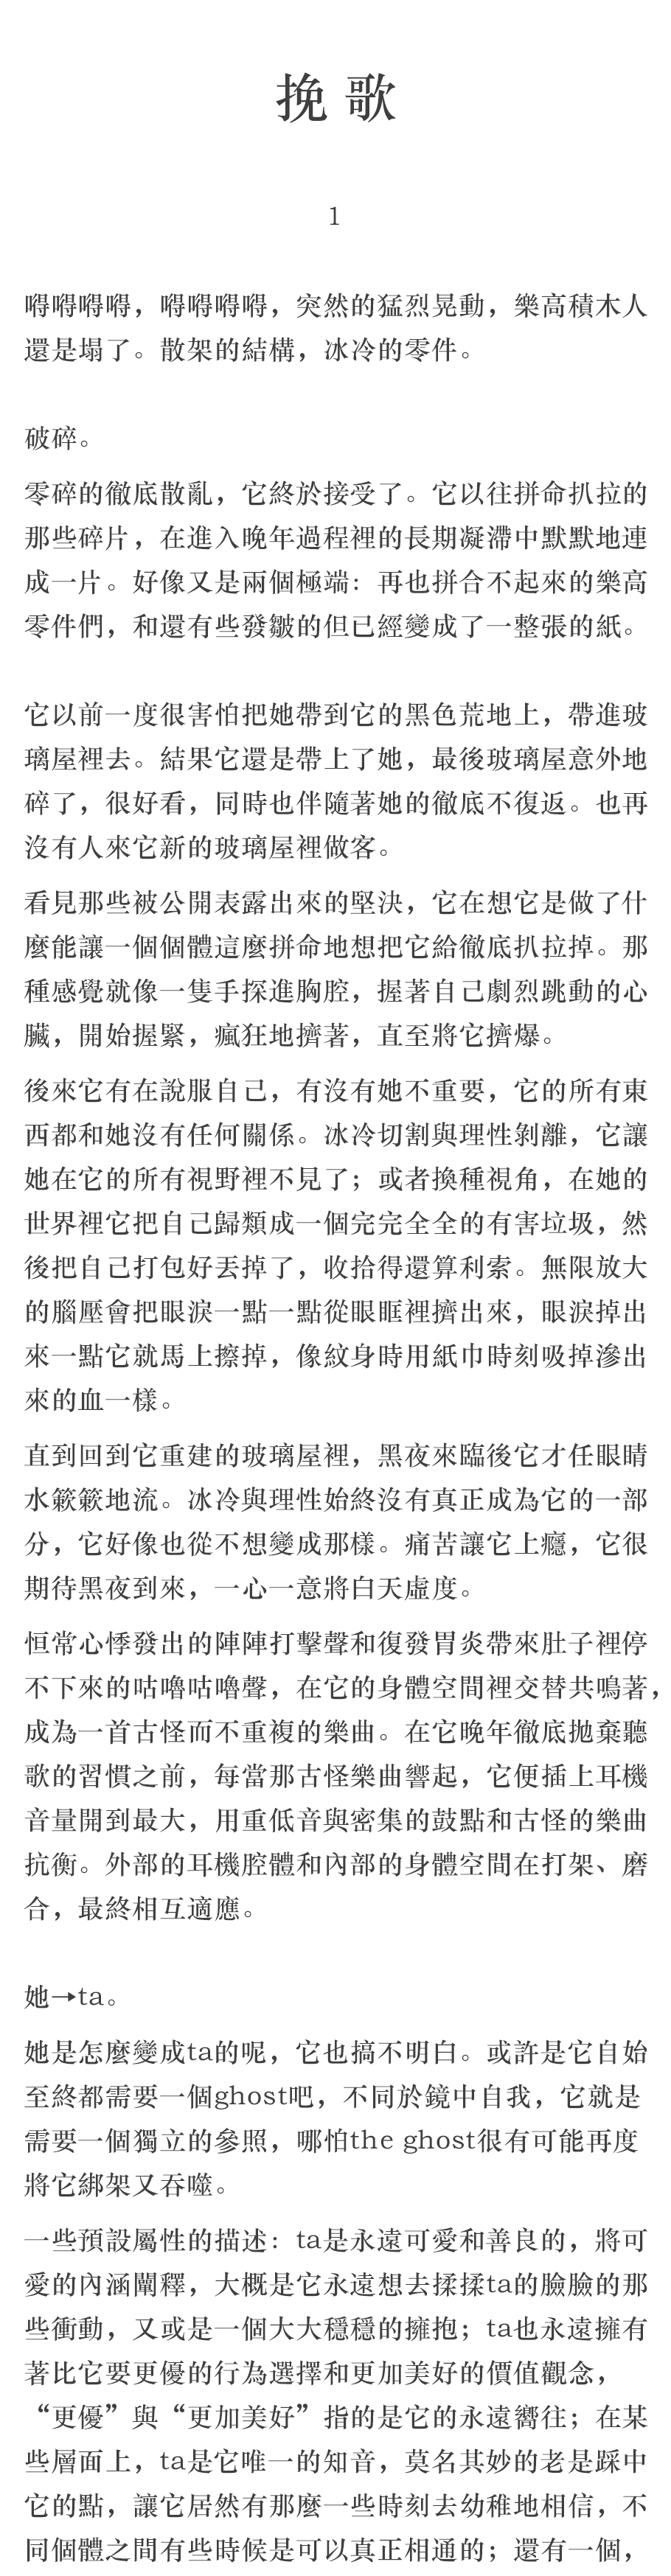 挽歌
1
嘚嘚嘚嘚，嘚嘚嘚嘚，突然的猛烈晃動，樂高積木人
還是塌了。散架的結構，冰冷的零件。
破碎。
零碎的徹底散亂，它終於接受了。它以往拼命扒拉的
那些碎片，在進入晚年過程裡的長期凝滯中默默地連
成一片。好像又是兩個極端：再也拼合不起來的樂高
零件們，和還有些發皺的但已經變成了一整張的紙。
它以前一度很害怕把她帶到它的黑色荒地上，帶進玻
璃屋裡去。結果它還是帶上了她，最後玻璃屋意外地
碎了，很好看，同時也伴隨著她的徹底不復返。也再
沒有人來它新的玻璃屋裡做客。
看見那些被公開表露出來的堅決，它在想它是做了什
麼能讓一個個體這麼拼命地想把它給徹底扒拉掉。那
種感覺就像一隻手探進胸腔，握著自己劇烈跳動的心
臟，開始握緊，瘋狂地擠著，直至將它擠爆。
後來它有在說服自己，有沒有她不重要，它的所有東
西都和她沒有任何關係。冰冷切割與理性剝離，它讓
她在它的所有視野裡不見了；或者換種視角，在她的
世界裡它把自己歸類成一個完完全全的有害垃圾，然
後把自己打包好丟掉了，收拾得還算利索。無限放大
的腦壓會把眼淚一點一點從眼眶裡擠出來，眼淚掉出
來一點它就馬上擦掉，像紋身時用紙巾時刻吸掉滲出
來的血一樣。
直到回到它重建的玻璃屋裡，黑夜來臨後它才任眼睛
水簌簌地流。冰冷與理性始終沒有真正成為它的一部
分，它好像也從不想變成那樣。痛苦讓它上癮，它很
期待黑夜到來，一心一意將白天虛度。
恒常心悸發出的陣陣打擊聲和復發胃炎帶來肚子裡停
不下來的咕嚕咕嚕聲，在它的身體空間裡交替共鳴著，
成為一首古怪而不重複的樂曲。在它晚年徹底拋棄聽
歌的習慣之前，每當那古怪樂曲響起，它便插上耳機
音量開到最大，用重低音與密集的鼓點和古怪的樂曲
抗衡。外部的耳機腔體和內部的身體空間在打架、磨
合，最終相互適應。
她→ta。
她是怎麼變成ta的呢，它也搞不明白。或許是它自始
至終都需要一個ghost吧，不同於鏡中自我，它就是
需要一個獨立的參照，哪怕the ghost很有可能再度
將它綁架又吞噬。
一些預設屬性的描述：ta是永遠可愛和善良的，將可
愛的內涵闡釋，大概是它永遠想去揉揉ta的臉臉的那
些衝動，又或是一個大大穩穩的擁抱；ta也永遠擁有
著比它要更優的行為選擇和更加美好的價值觀念，
“更優”與“更加美好”指的是它的永遠嚮往；在某
些層面上，ta是它唯一的知音，莫名其妙的老是踩中
它的點，讓它居然有那麼一些時刻去幼稚地相信，不
同個體之間有些時候是可以真正相通的；還有一個，